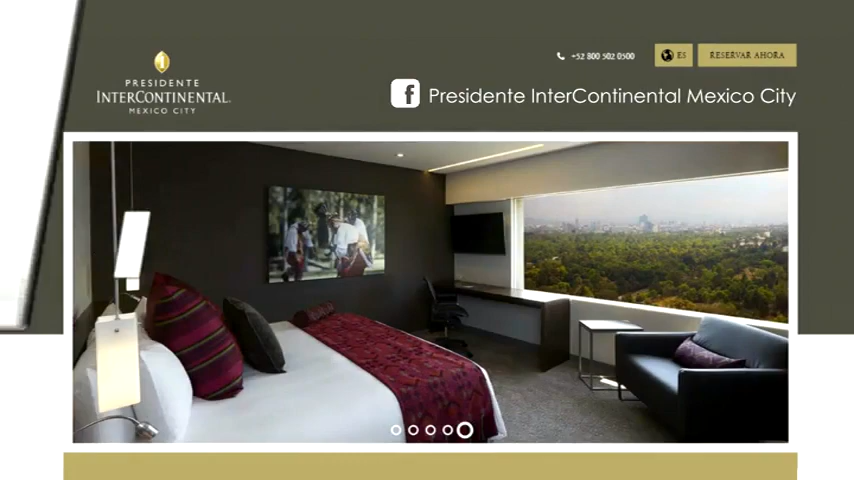 PRESIDENTE
INTERCONTINENTAL
MEXICO CITY
+52 800 502 0500
ES
RESERVAR AHORA
f Presidente InterContinental Mexico City